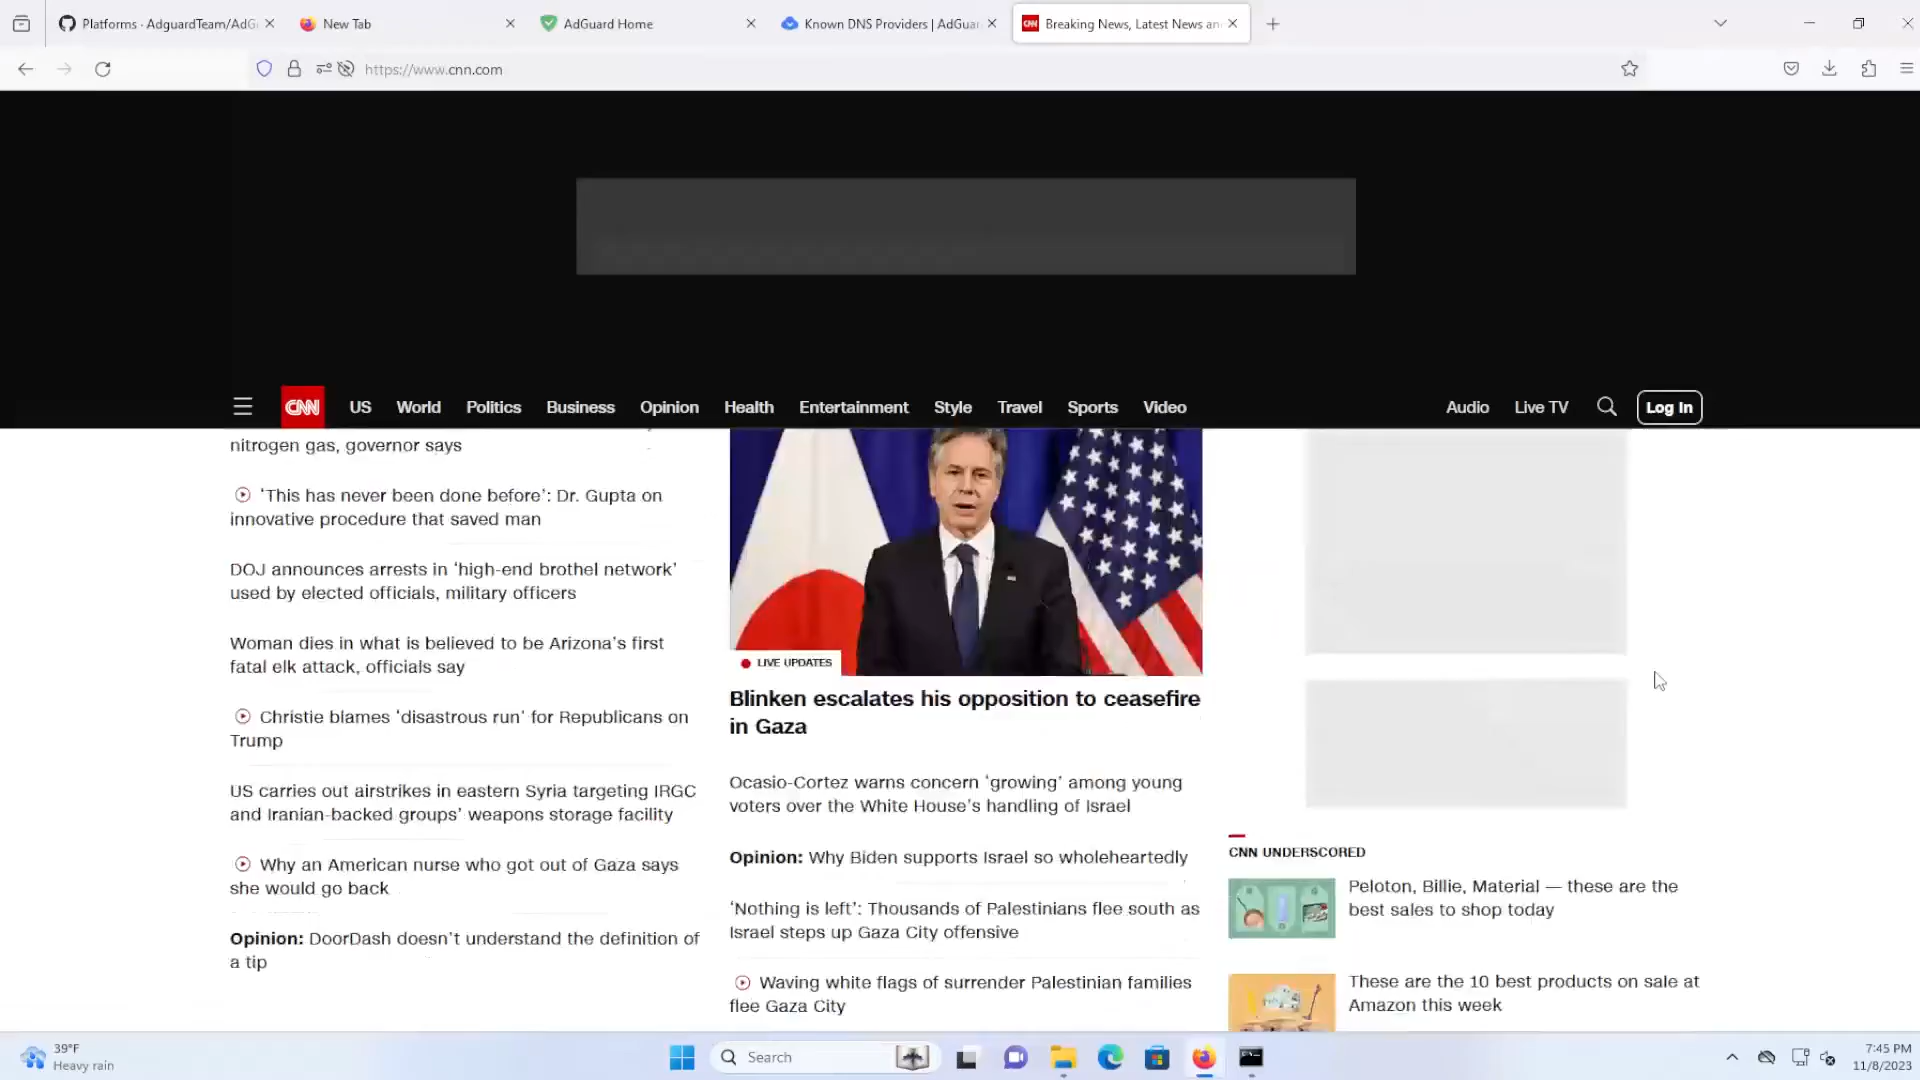 Platforms · AdguardTeam/AdG
New Tab
AdGuard Home
Known DNS Providers | AdGua
Breaking News, Latest News an
https://www.cnn.com
CNN
US
World
Politics
Business
Opinion
Health
Entertainment
Style
Travel
Sports
Video
Audio
Live TV
Log In
nitrogen gas, governor says
‘This has never been done before’: Dr. Gupta on
innovative procedure that saved man
DOJ announces arrests in ‘high-end brothel network’
used by elected officials, military officers
Woman dies in what is believed to be Arizona’s first
fatal elk attack, officials say
Christie blames ‘disastrous run’ for Republicans on
Trump
US carries out airstrikes in eastern Syria targeting IRGC
and Iranian-backed groups’ weapons storage facility
Why an American nurse who got out of Gaza says
she would go back
Opinion: DoorDash doesn’t understand the definition of
a tip
LIVE UPDATES
Blinken escalates his opposition to ceasefire
in Gaza
Ocasio-Cortez warns concern ‘growing’ among young
voters over the White House’s handling of Israel
Opinion: Why Biden supports Israel so wholeheartedly
‘Nothing is left’: Thousands of Palestinians flee south as
Israel steps up Gaza City offensive
Waving white flags of surrender Palestinian families
flee Gaza City
CNN UNDERSCORED
Peloton, Billie, Material — these are the
best sales to shop today
These are the 10 best products on sale at
Amazon this week
39°F
Heavy rain
Search
7:45 PM
11/8/2023